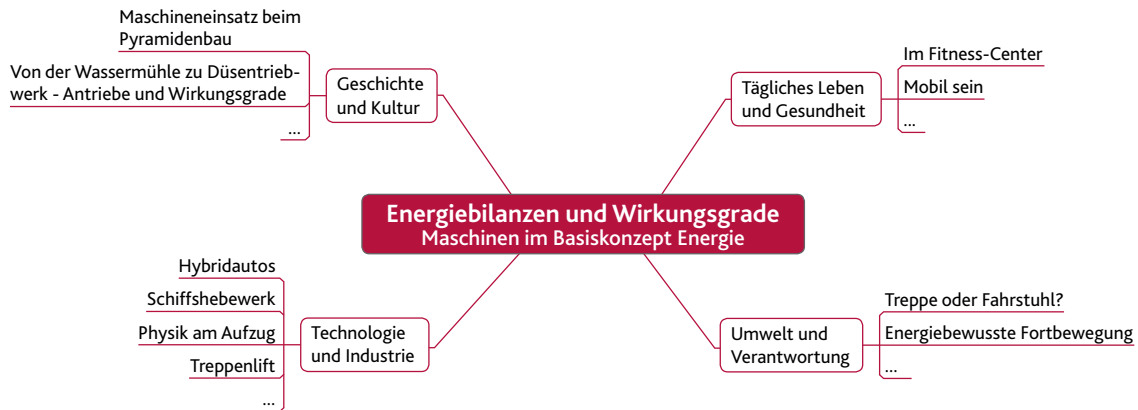 Maschineneinsatz beim
Pyramidenbau
Von der Wassermühle zu Düsentrieb-
werk - Antriebe und Wirkungsgrade
...
Geschichte
und Kultur
Tägliches Leben
und Gesundheit
Im Fitness-Center
Mobil sein
...
Energiebilanzen und Wirkungsgrade
Maschinen im Basiskonzept Energie
Hybridautos
Schiffshebewerk
Physik am Aufzug
Treppenlift
...
Technologie
und Industrie
Umwelt und
Verantwortung
Treppe oder Fahrstuhl?
Energiebewusste Fortbewegung
...